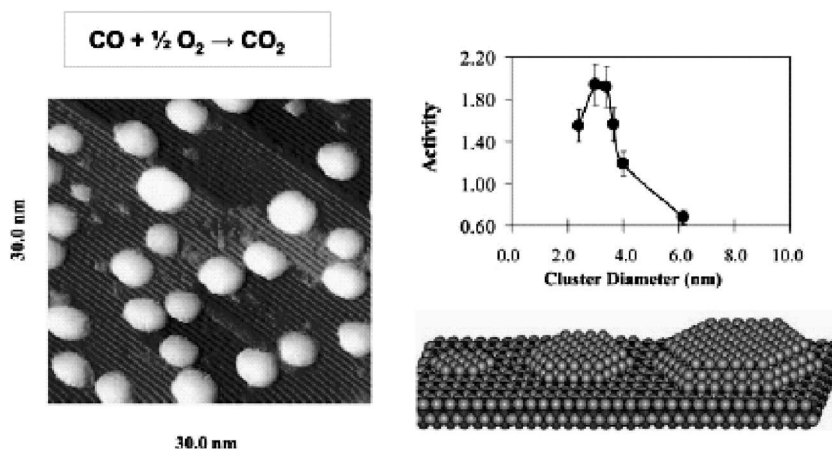 CO + ½ O₂ → CO₂
30.0 nm
30.0 nm
Activity
2.20
1.80
1.40
1.00
0.60
0.0 2.0 4.0 6.0 8.0 10.0
Cluster Diameter (nm)